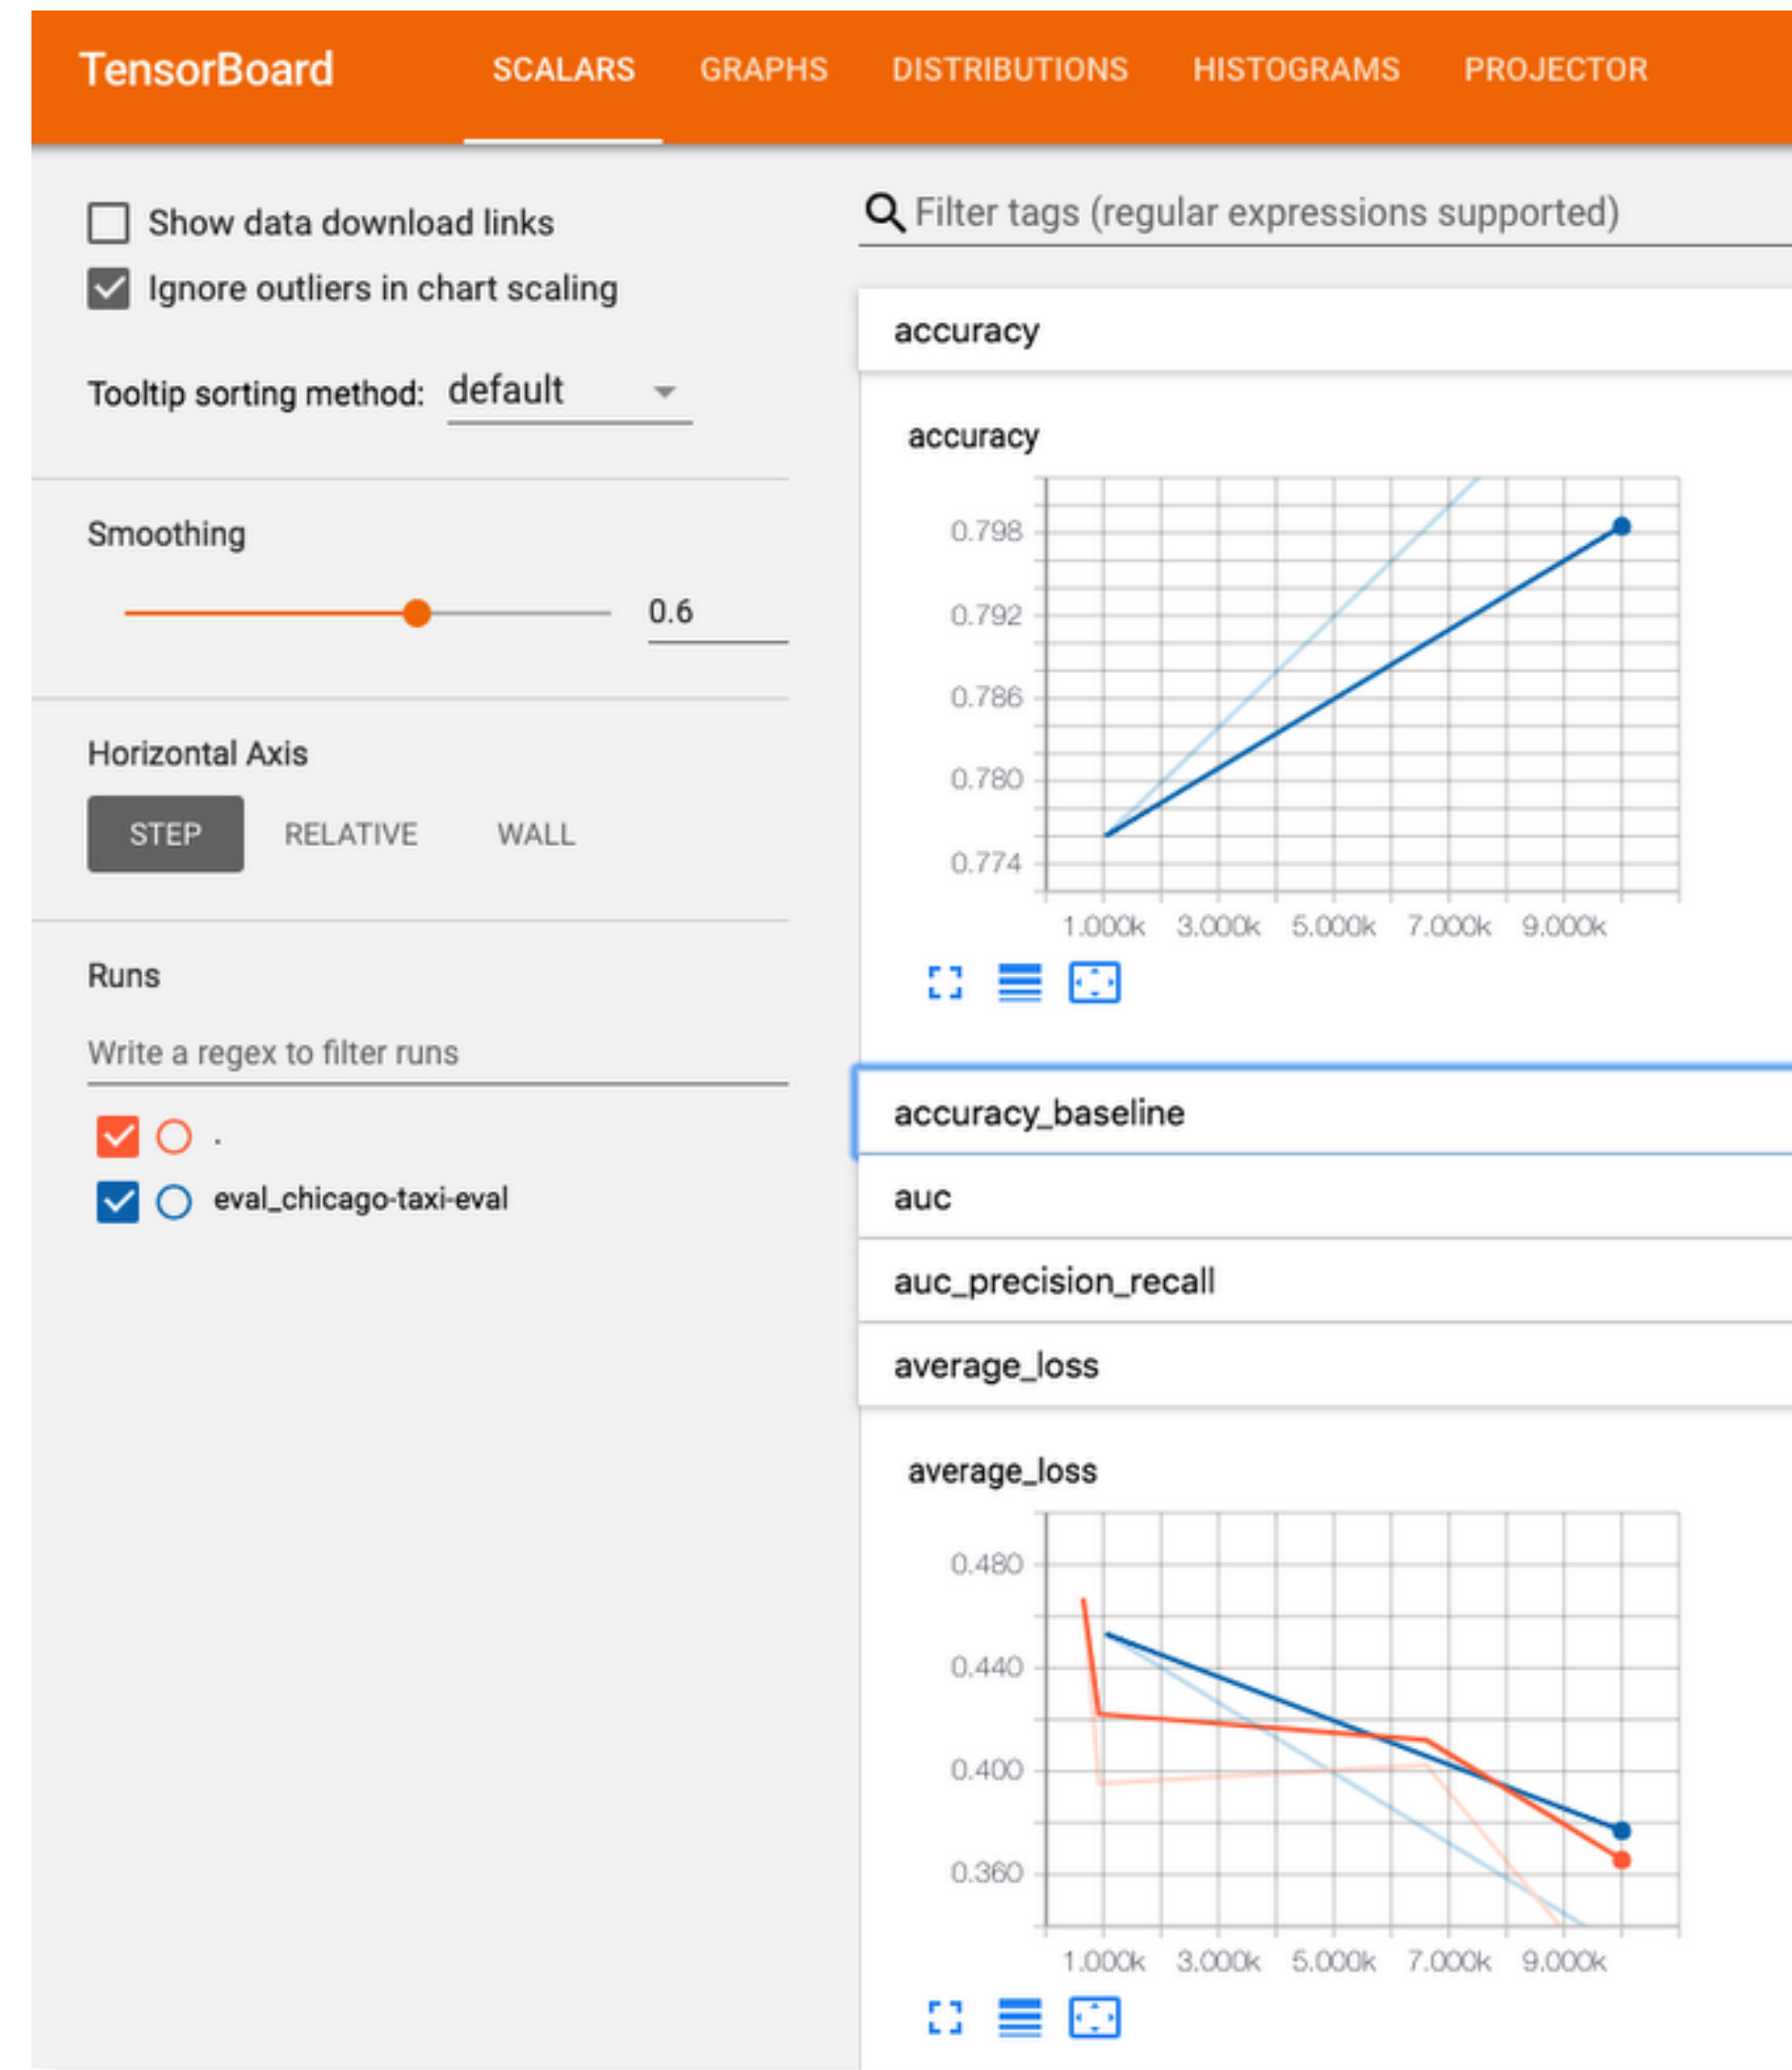 TensorBoard SCALARS GRAPHS DISTRIBUTIONS HISTOGRAMS PROJECTOR
Show data download links
Ignore outliers in chart scaling
Tooltip sorting method: default
Smoothing
0.6
Horizontal Axis
STEP RELATIVE WALL
Runs
Write a regex to filter runs
.
eval_chicago-taxi-eval
Filter tags (regular expressions supported)
accuracy
accuracy
0.798
0.792
0.786
0.780
0.774
1.000k 3.000k 5.000k 7.000k 9.000k
accuracy_baseline
auc
auc_precision_recall
average_loss
average_loss
0.480
0.440
0.400
0.360
1.000k 3.000k 5.000k 7.000k 9.000k